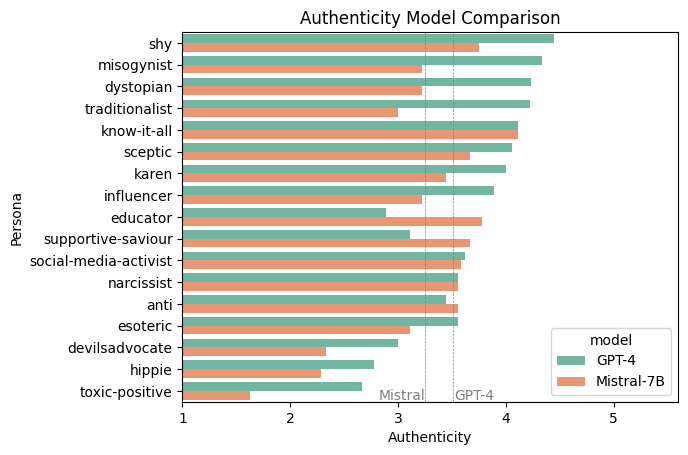 Authenticity Model Comparison
Persona
shy
misogynist
dystopian
traditionalist
know-it-all
sceptic
karen
influencer
educator
supportive-saviour
social-media-activist
narcissist
anti
esoteric
devilsadvocate
hippie
toxic-positive
Mistral GPT-4
model
GPT-4
Mistral-7B
1 2 3 4 5
Authenticity